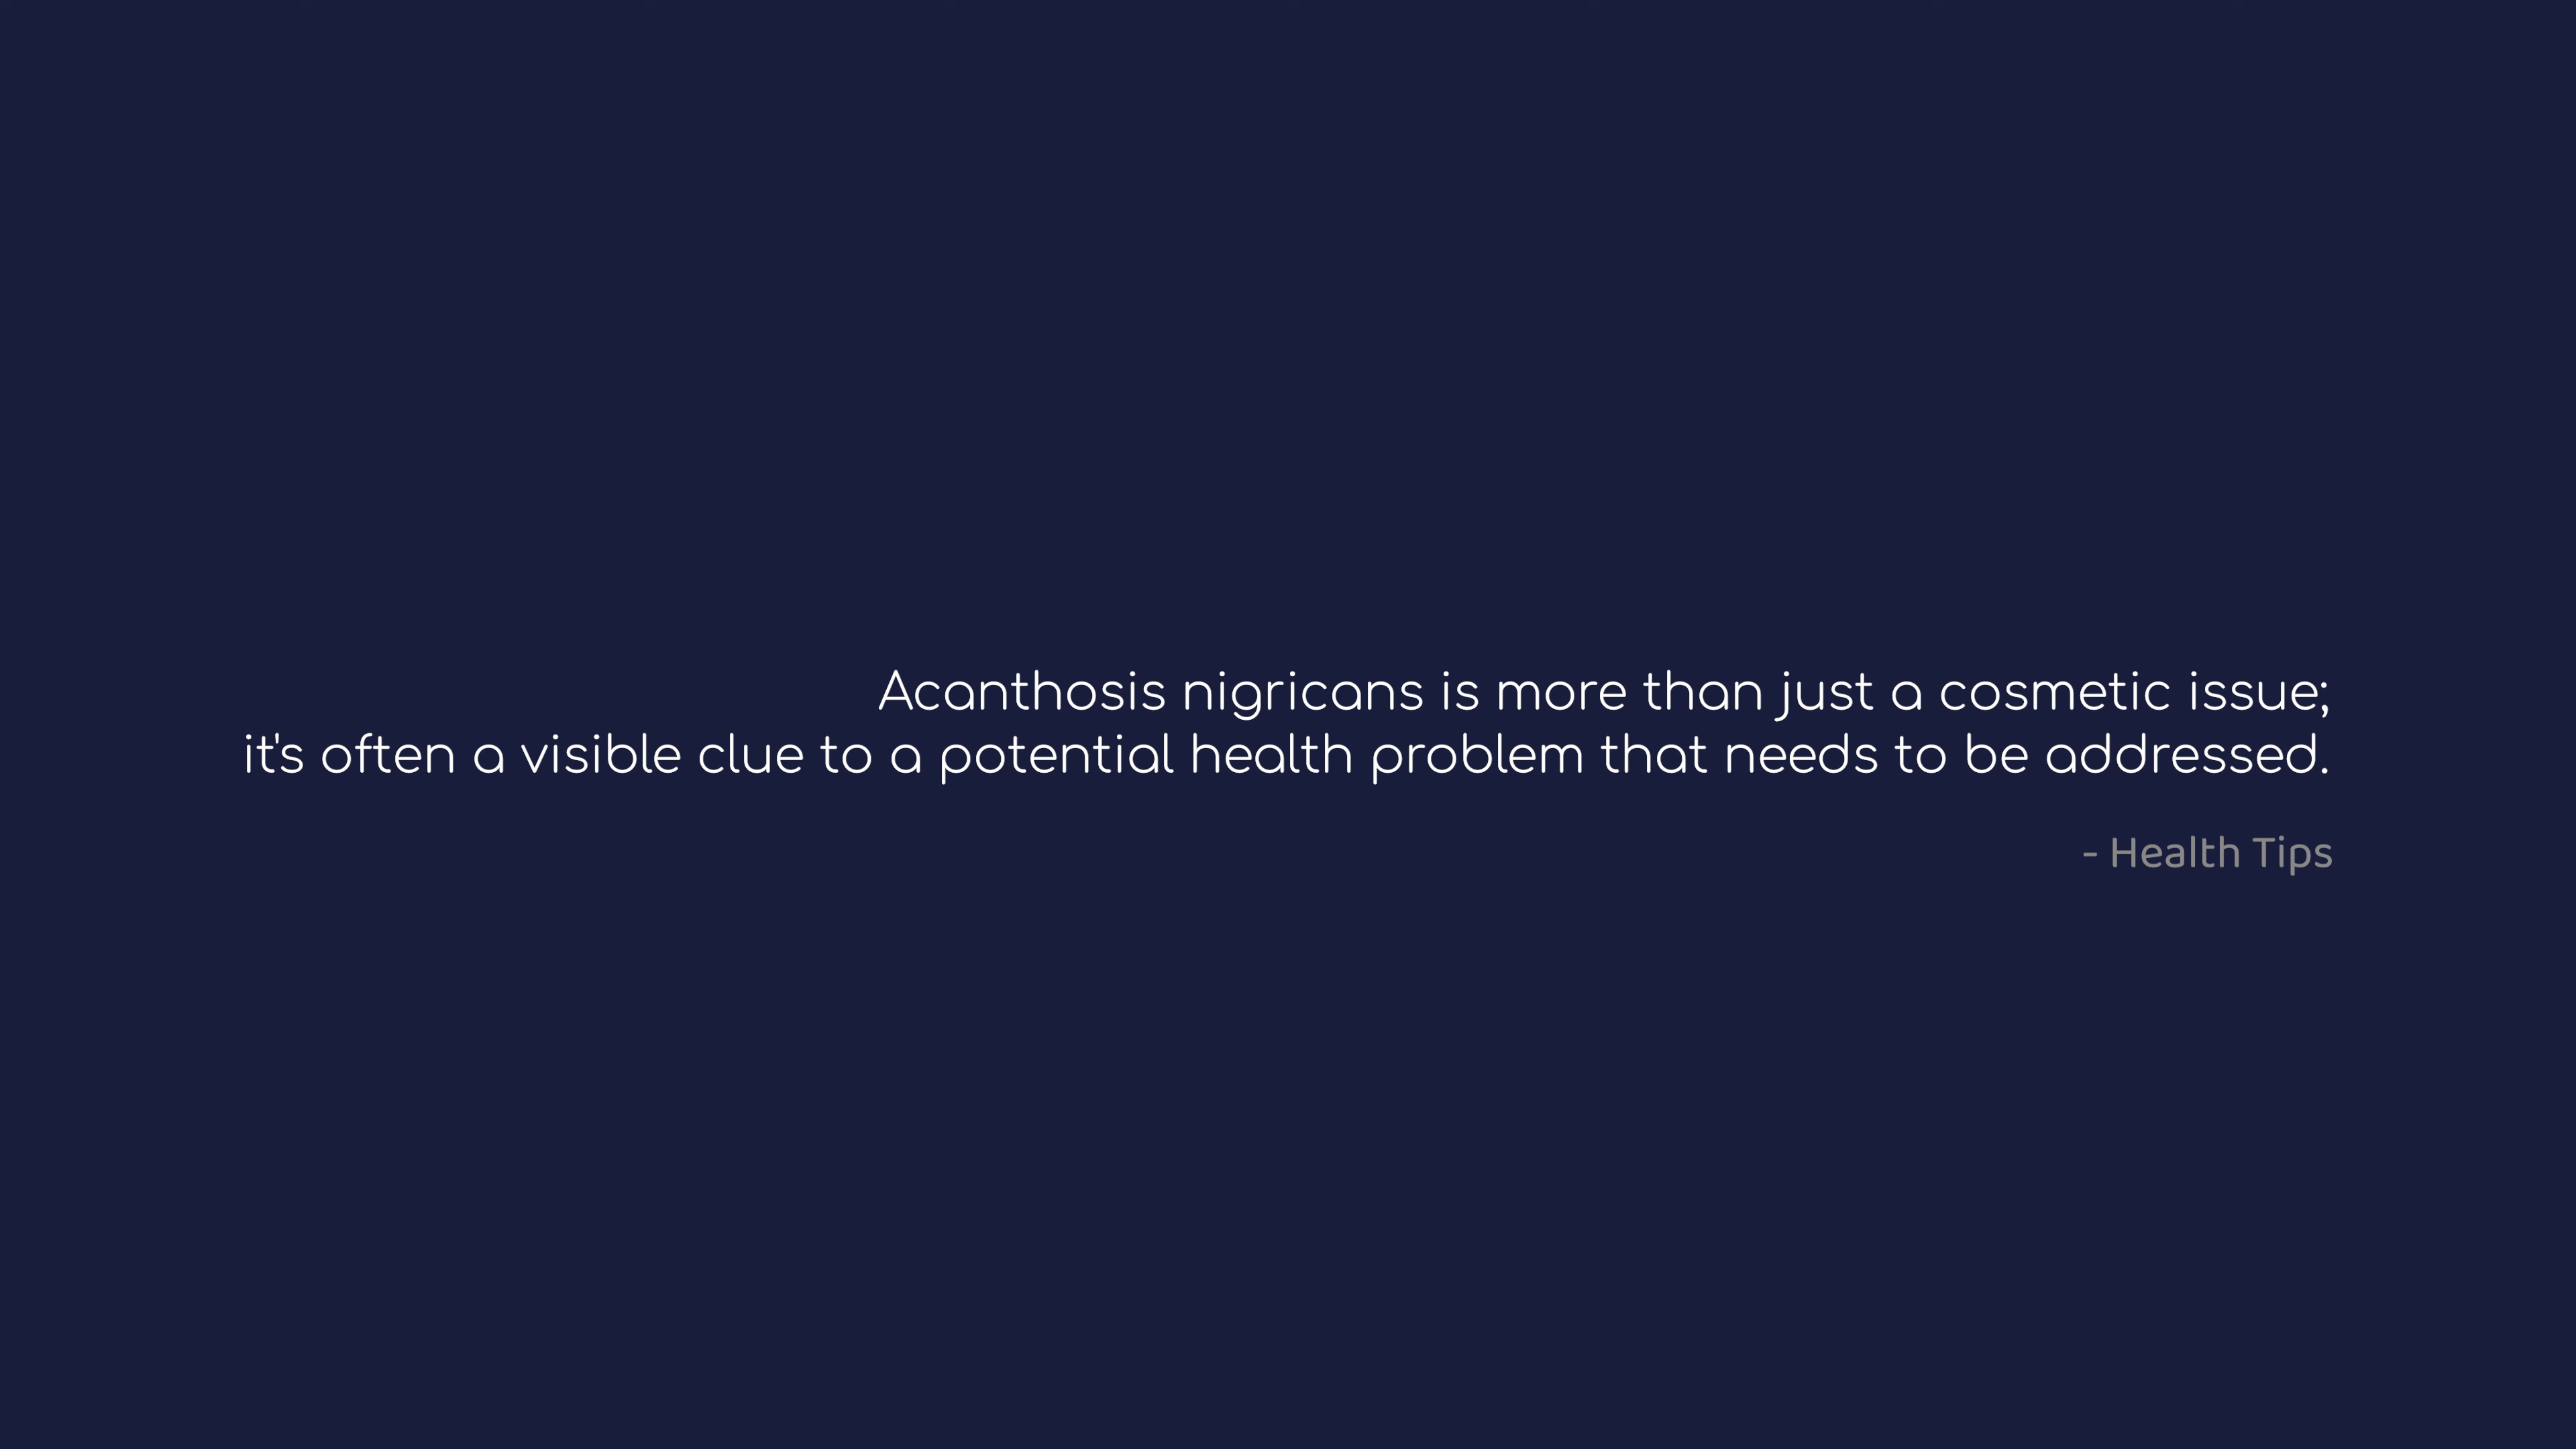 Acanthosis nigricans is more than just a cosmetic issue;
it's often a visible clue to a potential health problem that needs to be addressed.
- Health Tips